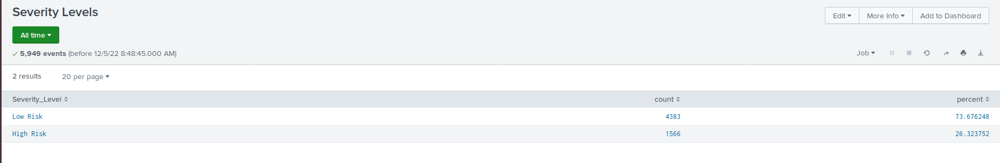 Severity Levels
Edit More Info Add to Dashboard
All time
5,949 events (before 12/5/22 8:48:45.000 AM)
Job
2 results 20 per page
Severity_Level count percent
Low Risk 4383 73.676248
High Risk 1566 26.323752